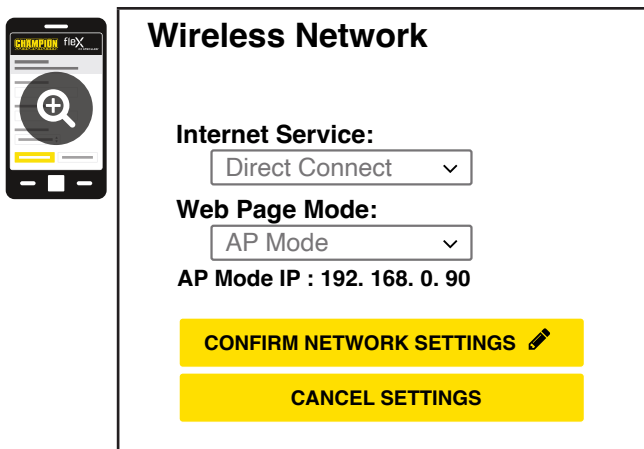 CHAMPION fleX
Wireless Network
Internet Service:
Direct Connect
Web Page Mode:
AP Mode
AP Mode IP : 192. 168. 0. 90
CONFIRM NETWORK SETTINGS
CANCEL SETTINGS